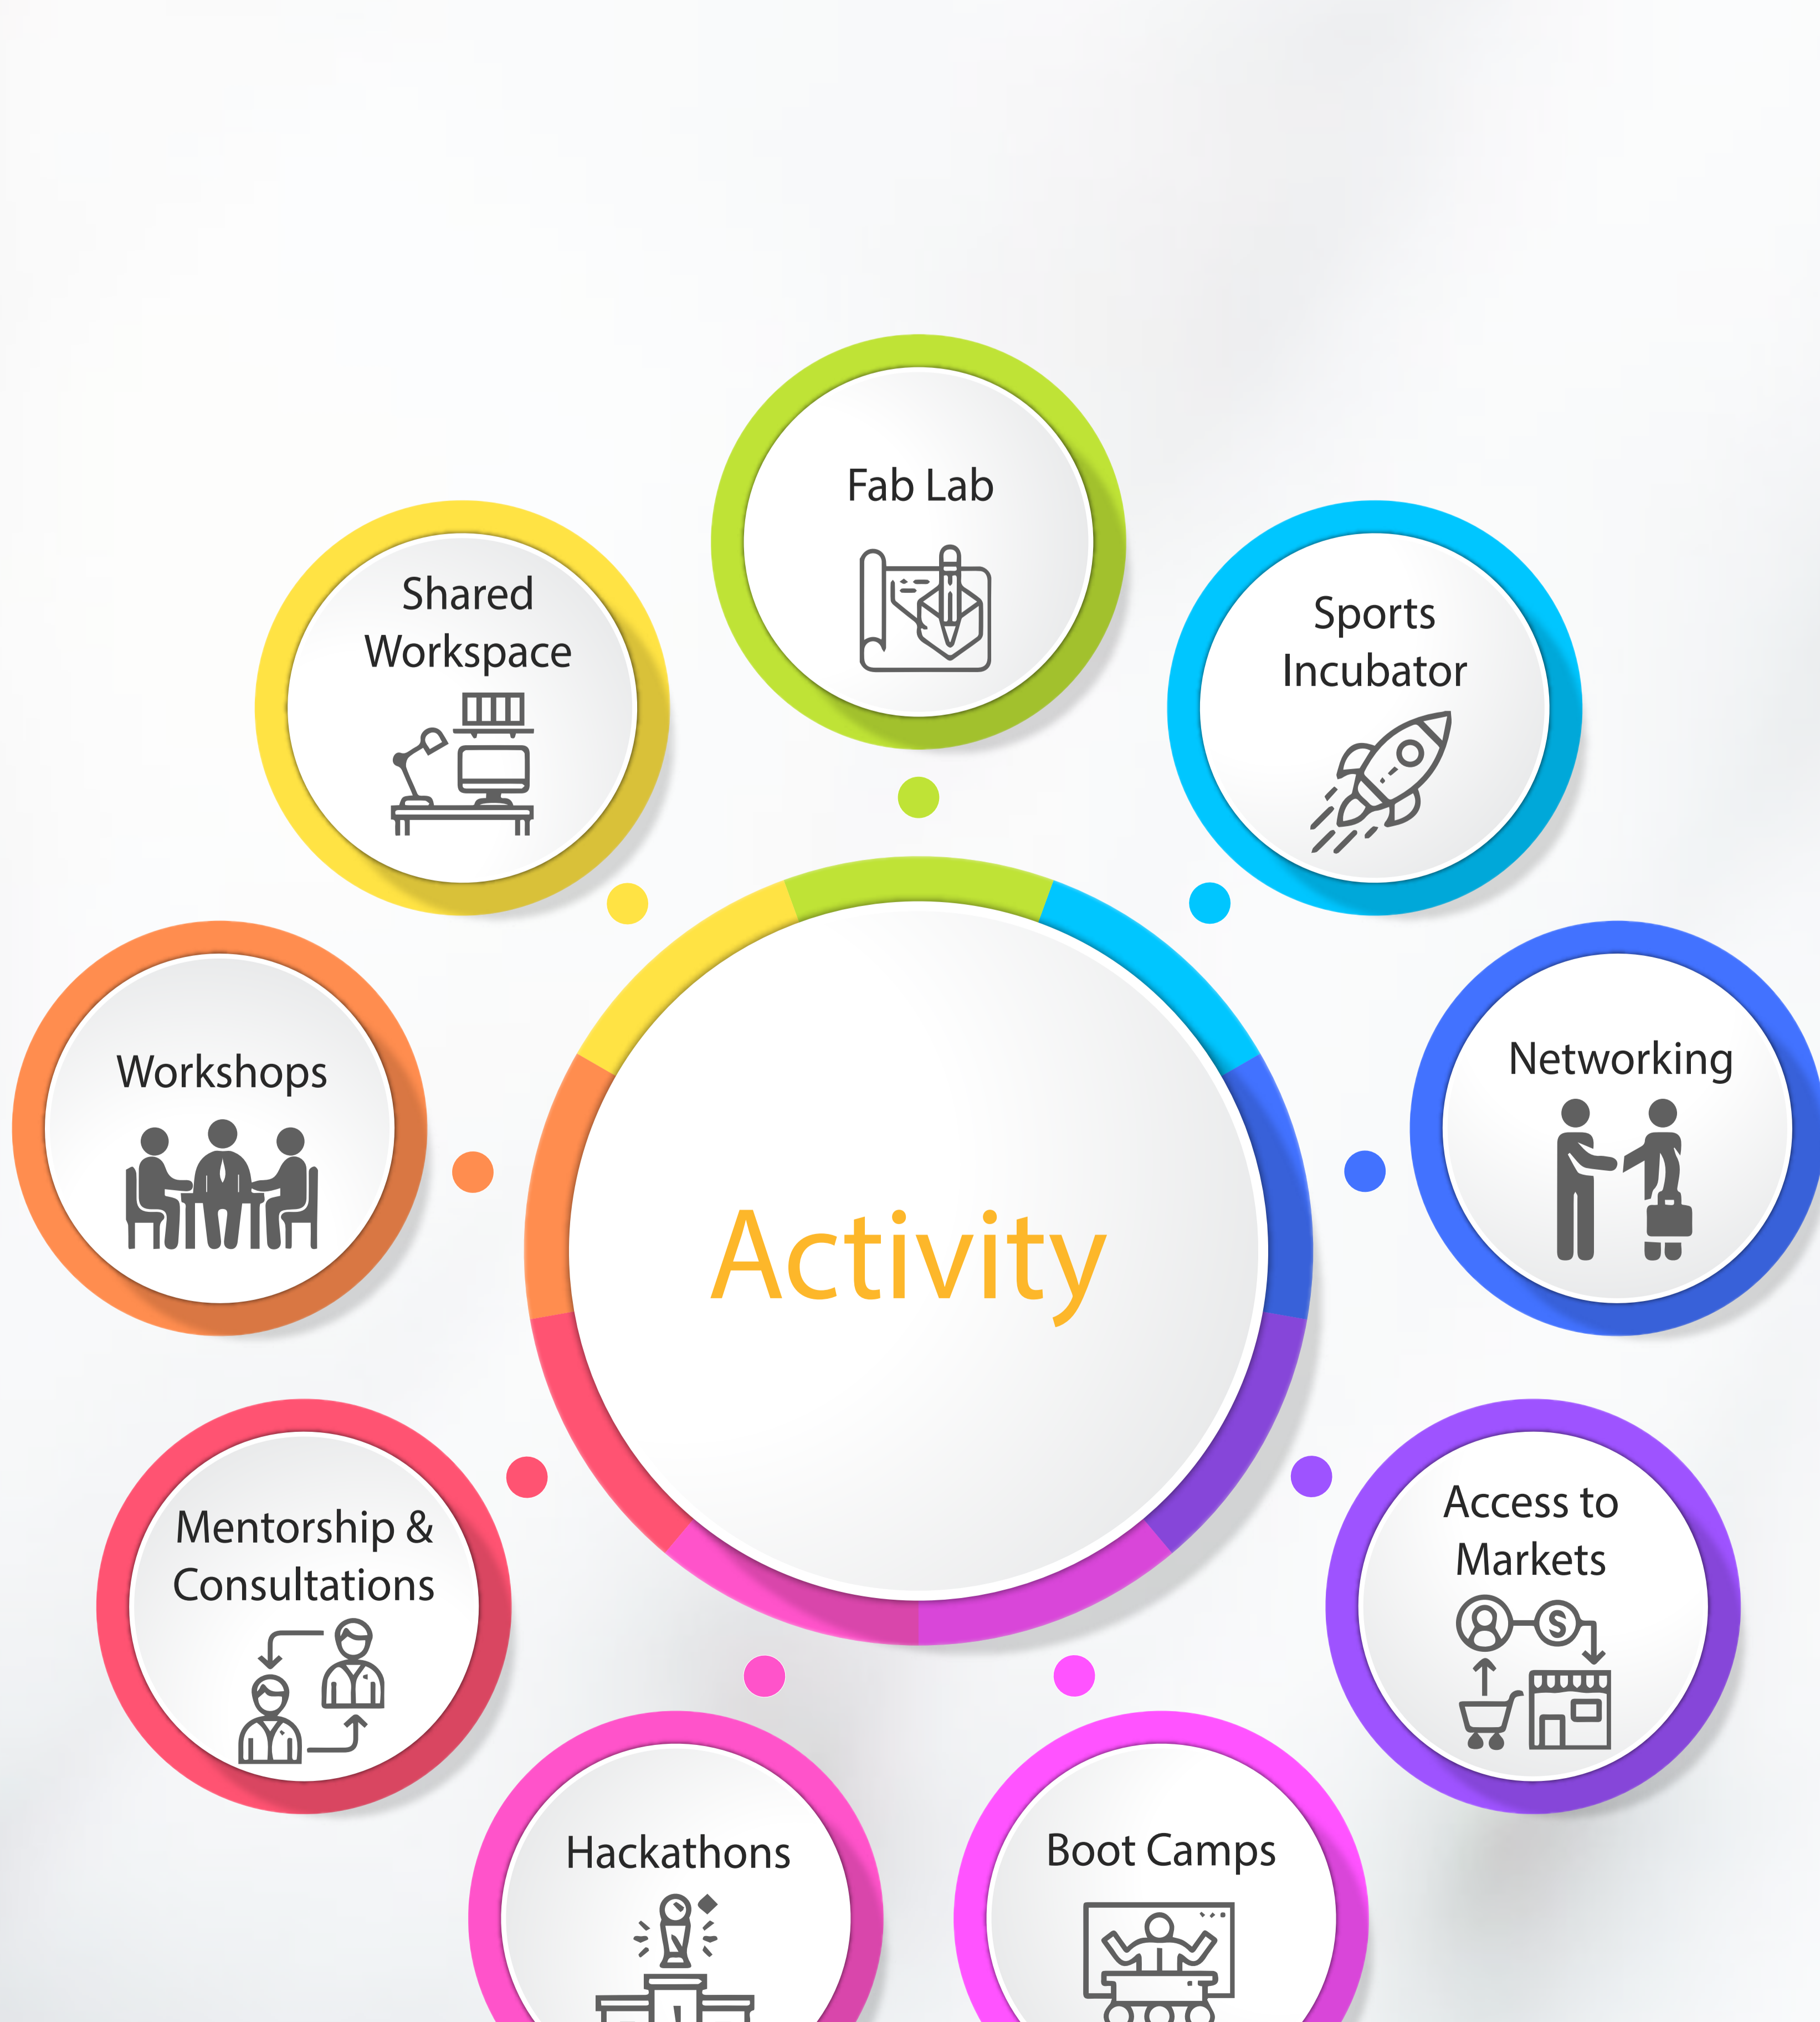 Fab Lab
Shared
Workspace
Sports
Incubator
Workshops
Networking
Activity
Mentorship &
Consultations
Access to
Markets
Hackathons
Boot Camps